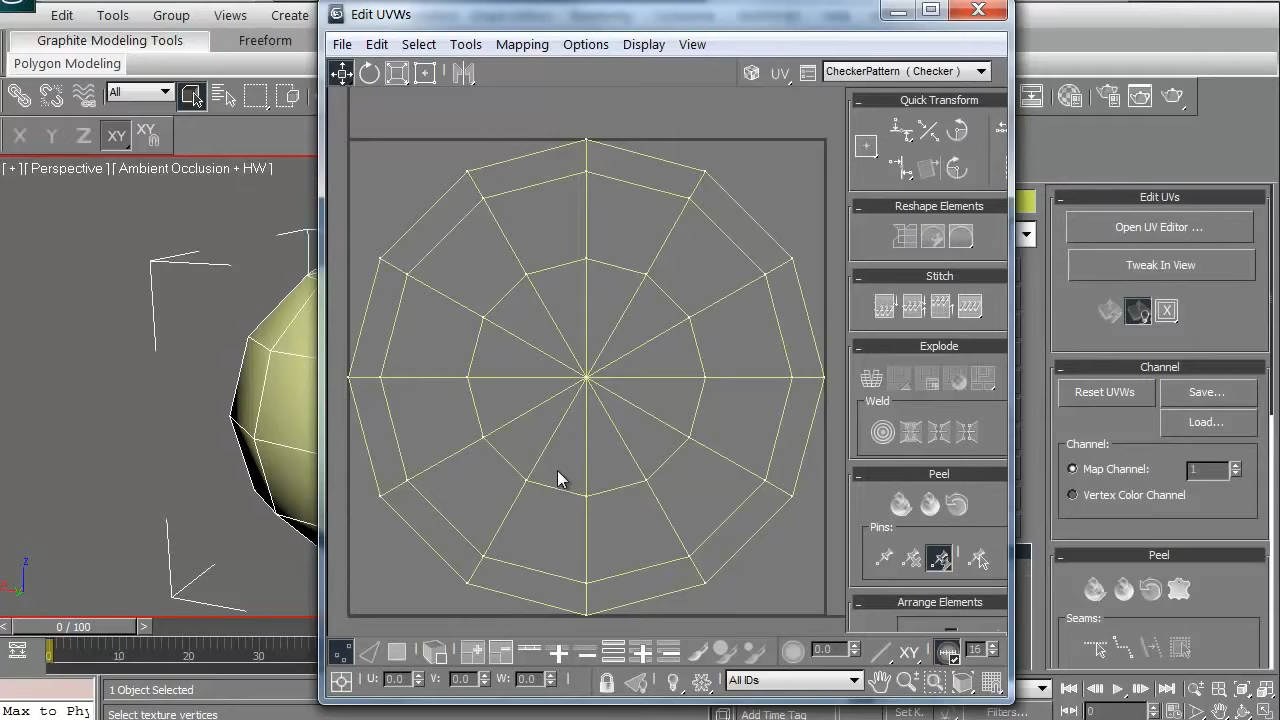 Edit
Tools
Group
Views
Create
Graphite Modeling Tools
Freeform
Polygon Modeling
All
X Y Z XY XY
[ + ] [ Perspective ] [ Ambient Occlusion + HW ]
z
y
0 / 100
10
20
30
1 Object Selected
Max to Phy
Select texture vertices
Edit UVWs
File Edit Select Tools Mapping Options Display View
UV
CheckerPattern ( Checker )
Quick Transform
Reshape Elements
Stitch
Explode
Weld
Peel
Pins:
Arrange Elements
0.0
XY
16
U: 0.0 V: 0.0 W: 0.0
All IDs
Add Time Tag
Set K.
Filters...
0
Edit UVs
Open UV Editor ...
Tweak In View
Channel
Reset UVWs
Save...
Load...
Channel:
Map Channel: 1
Vertex Color Channel
Peel
Seams: